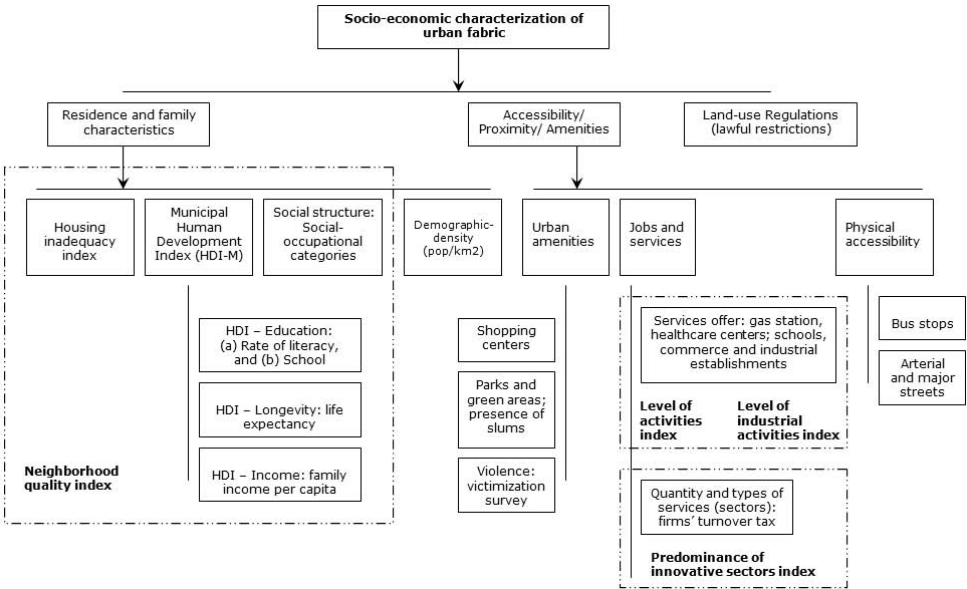 Socio-economic characterization of
urban fabric
Residence and family
characteristics
Accessibility/
Proximity/ Amenities
Land-use Regulations
(lawful restrictions)
Housing
inadequacy
index
Municipal
Human
Development
Index (HDI-M)
Social structure:
Social-
occupational
categories
Demographic-
density
(pop/km2)
Urban
amenities
Jobs and
services
Physical
accessibility
HDI – Education:
(a) Rate of literacy,
and (b) School
HDI – Longevity: life
expectancy
HDI – Income: family
income per capita
Neighborhood
quality index
Shopping
centers
Parks and
green areas;
presence of
slums
Violence:
victimization
survey
Services offer: gas station,
healthcare centers; schools,
commerce and industrial
establishments
Level of
activities
index
Level of
industrial
activities index
Quantity and types of
services (sectors):
firms´turnover tax
Predominance of
innovative sectors index
Bus stops
Arterial
and major
streets